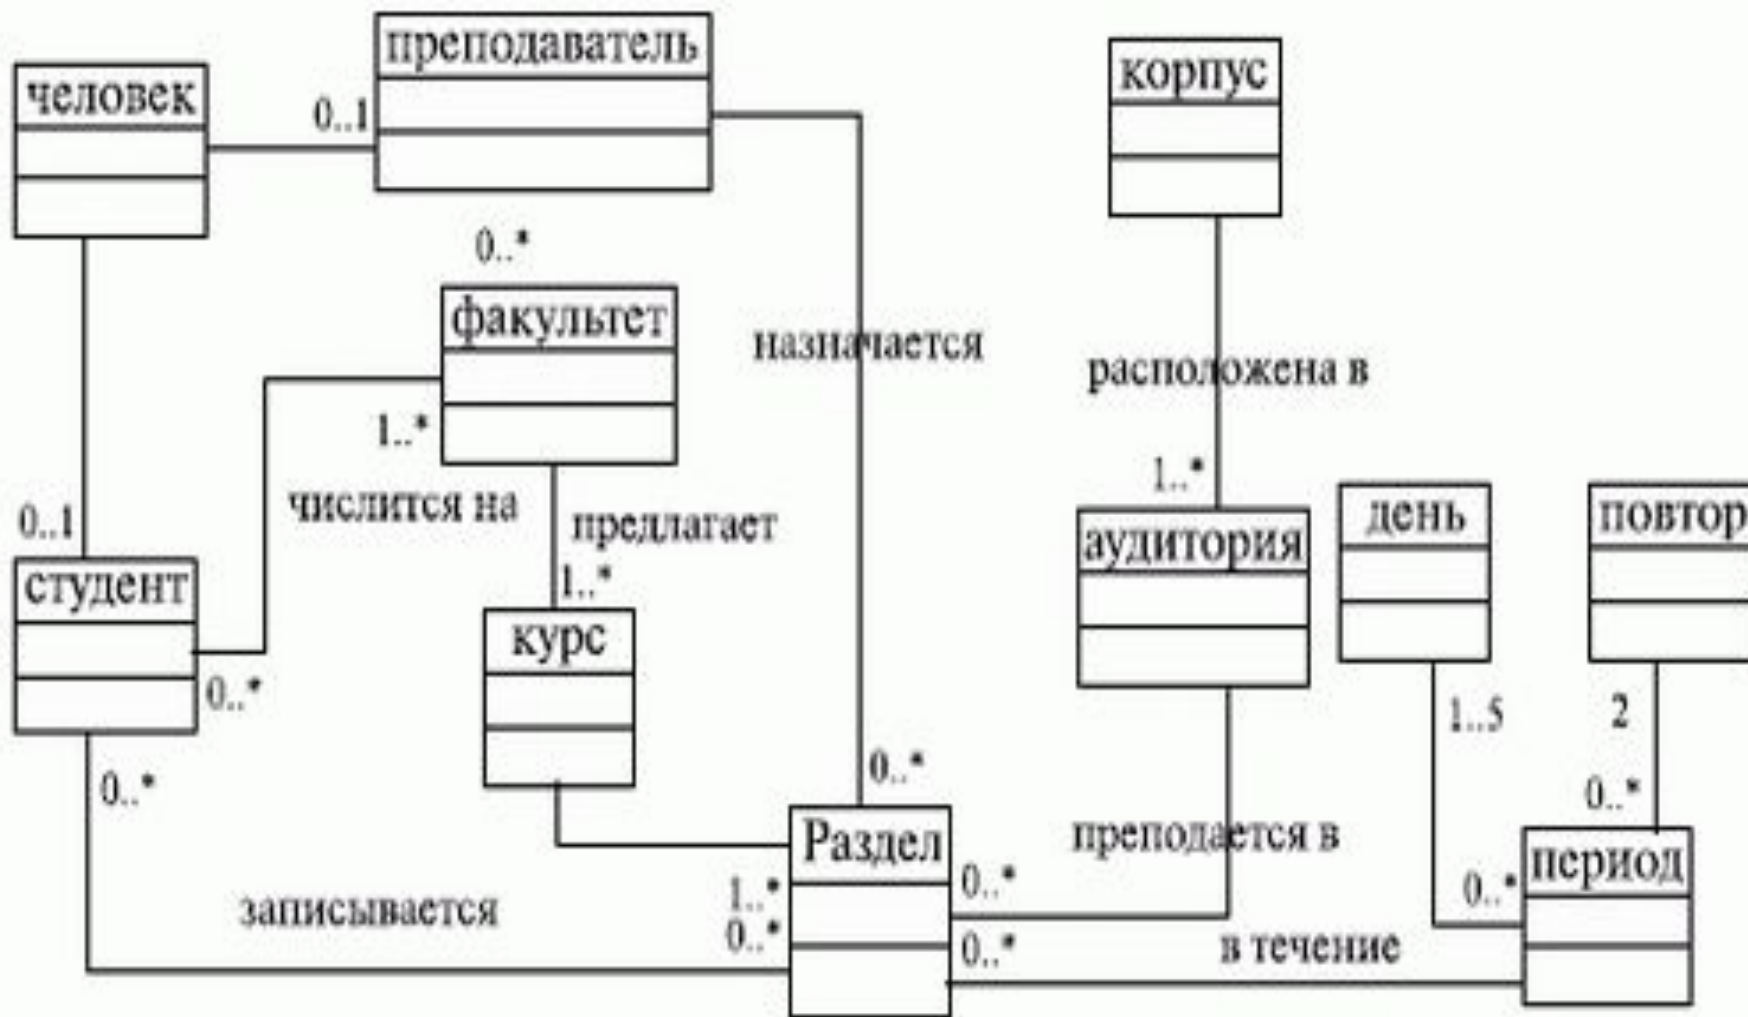 преподаватель
человек
0..1
корпус
0..*
факультет
назначается
расположена в
1..*
числится на
предлагает
0..1
1..*
1..*
студент
курс
аудитория
день
повтор
0..*
1..5
2
0..*
0..*
0..*
Раздел
преподается в
период
записывается
1..*
0..*
0..*
0..*
0..*
в течение